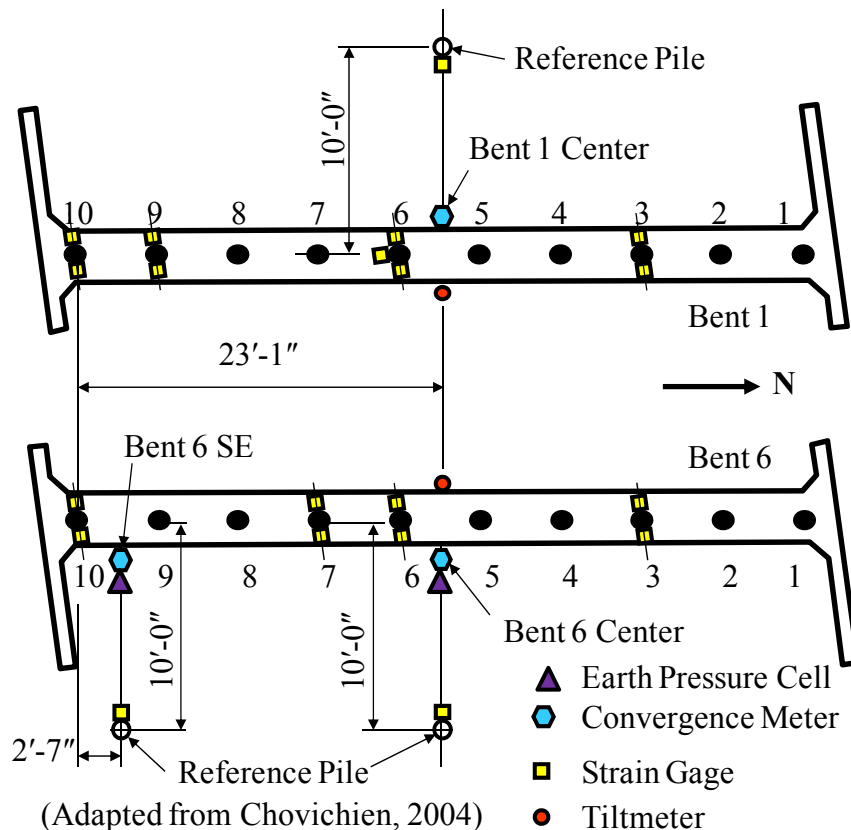 Reference Pile
10′-0″
Bent 1 Center
10 9 8 7 6 5 4 3 2 1
Bent 1
23′-1″
N
Bent 6 SE
Bent 6
10 9 8 7 6 5 4 3 2 1
10′-0″
10′-0″
Bent 6 Center
2′-7″
Reference Pile
(Adapted from Chovichien, 2004)
Earth Pressure Cell
Convergence Meter
Strain Gage
Tiltmeter